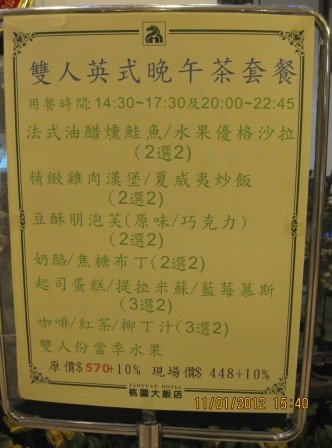 雙人英式晚午茶套餐
用餐時間:14:30~17:30及20:00~22:45
法式油醋燻鮭魚/水果優格沙拉
(2選2)
精緻雞肉漢堡/夏威夷炒飯
(2選2)
豆酥朋泡芙(原味/巧克力)
(2選2)
奶酪/焦糖布丁(2選2)
起司蛋糕/提拉米蘇/藍莓慕斯
(3選2)
咖啡/紅茶/柳丁汁(3選2)
雙人份當季水果
原價$570+10% 現場價$ 448+10%
TAOYUAN HOTEL
桃園大飯店
11/01/2012 15:40